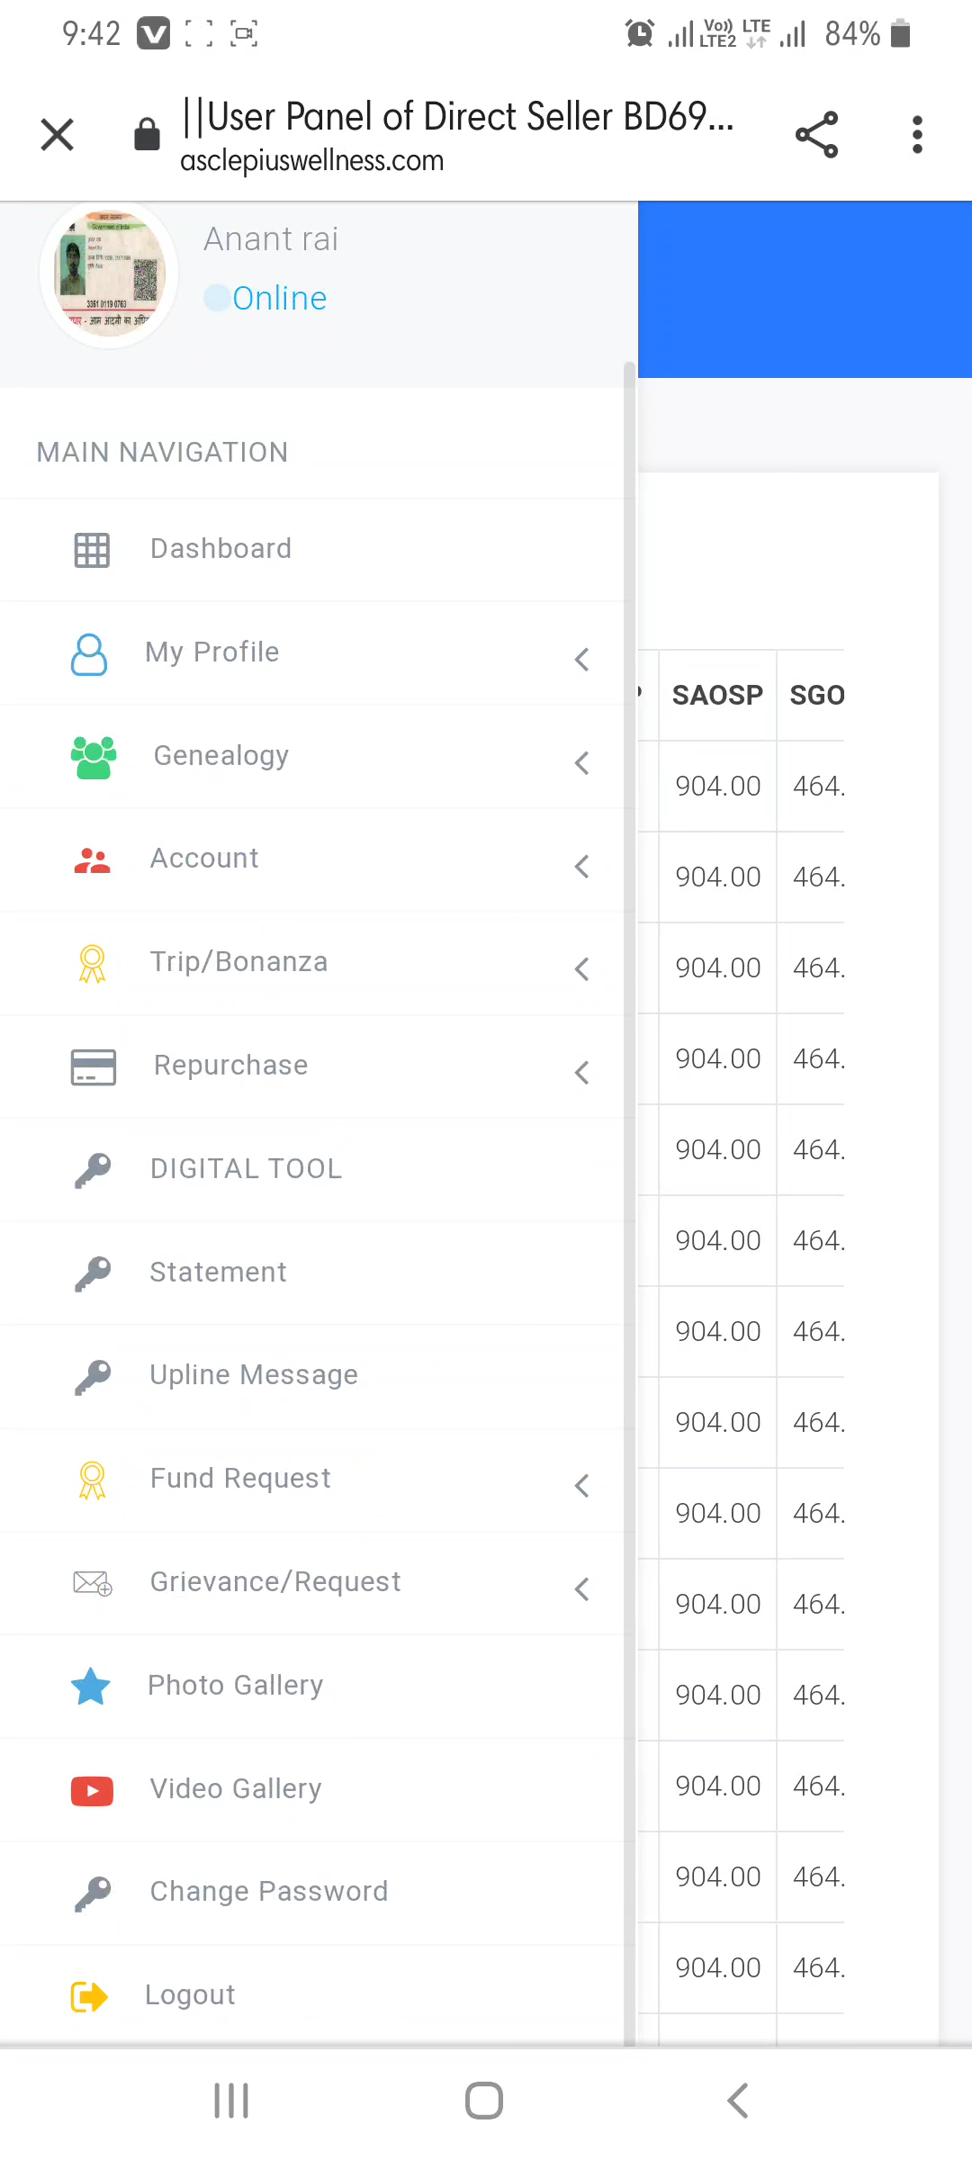 9:42
Vo)) LTE2
LTE
84%
||User Panel of Direct Seller BD69...
asclepiuswellness.com
Anant rai
Online
MAIN NAVIGATION
Dashboard
My Profile
Genealogy
Account
Trip/Bonanza
Repurchase
DIGITAL TOOL
Statement
Upline Message
Fund Request
Grievance/Request
Photo Gallery
Video Gallery
Change Password
Logout
SAOSP SGO
904.00 464.
904.00 464.
904.00 464.
904.00 464.
904.00 464.
904.00 464.
904.00 464.
904.00 464.
904.00 464.
904.00 464.
904.00 464.
904.00 464.
904.00 464.
904.00 464.